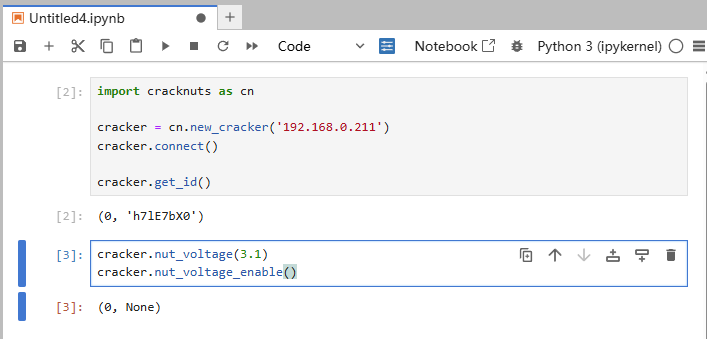 Untitled4.ipynb
Code
Notebook
Python 3 (ipykernel)
[2]:
import cracknuts as cn
cracker = cn.new_cracker('192.168.0.211')
cracker.connect()
cracker.get_id()
[2]:
(0, 'h7lE7bX0')
[3]:
cracker.nut_voltage(3.1)
cracker.nut_voltage_enable()
[3]:
(0, None)